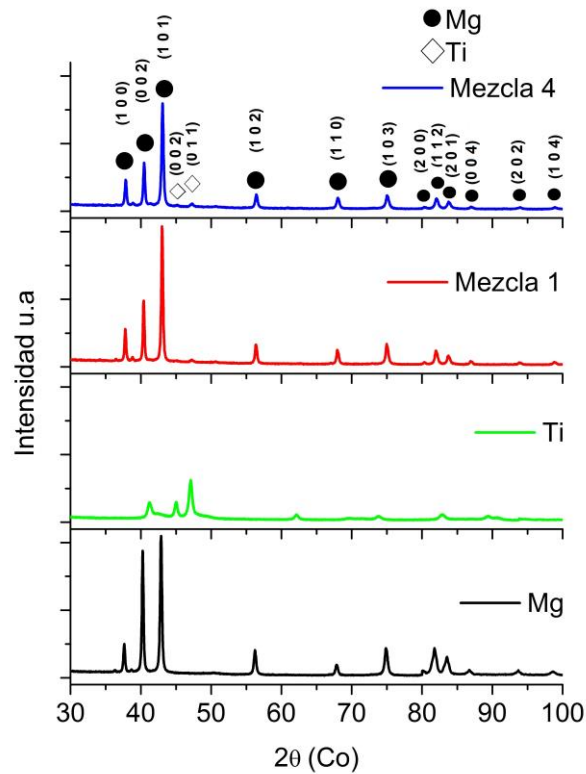 Mg
Ti
Mezcla 4
(1 0 0)
(0 0 2)
(1 0 1)
(0 0 2)
(0 1 1)
(1 0 2)
(1 1 0)
(1 0 3)
(2 0 0)
(1 1 2)
(2 0 1)
(0 0 4)
(2 0 2)
(1 0 4)
Mezcla 1
Ti
Mg
Intensidad u.a
30 40 50 60 70 80 90 100
2θ (Co)